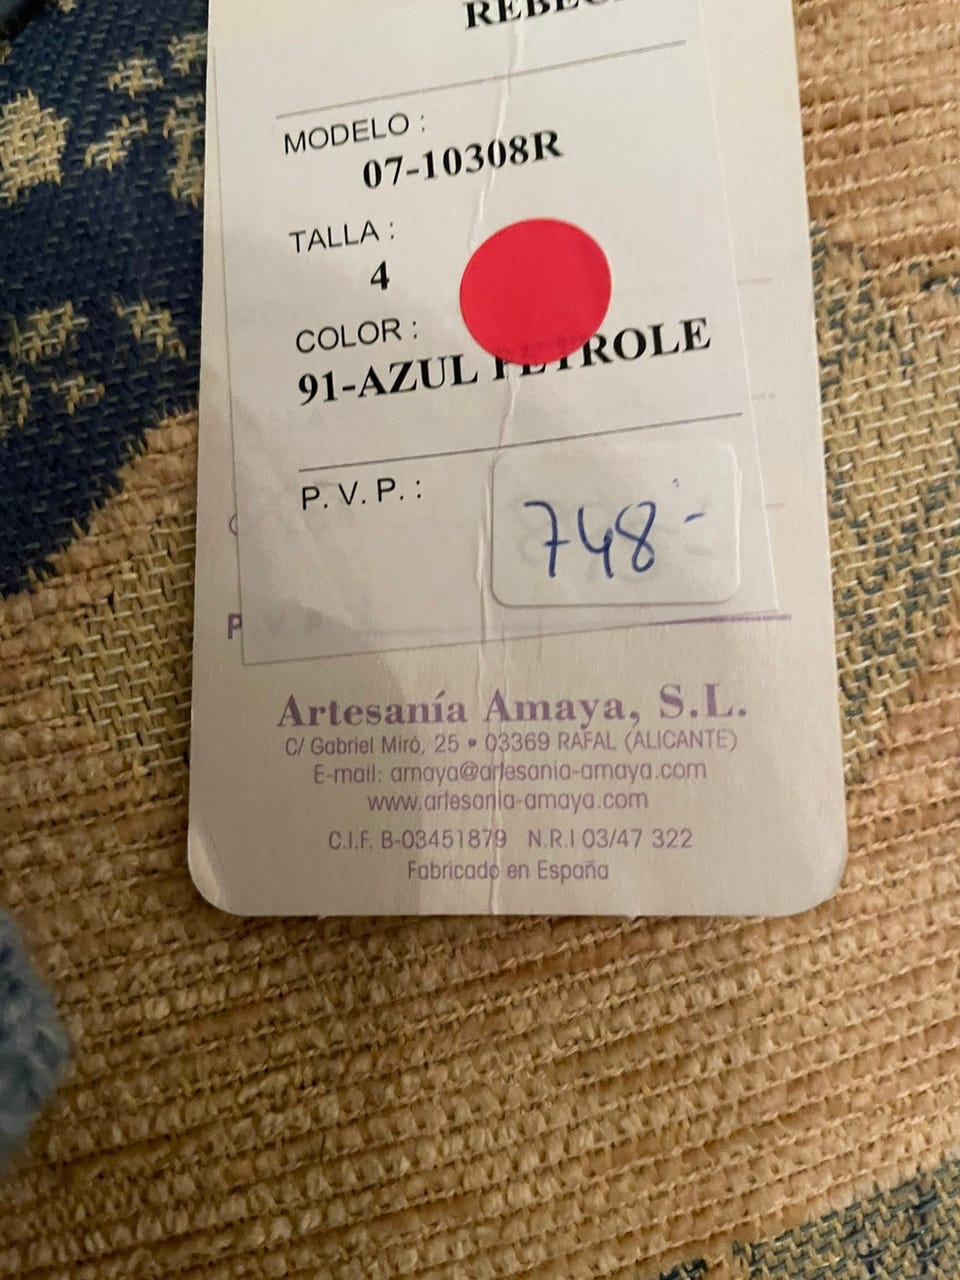 MODELO :
07-10308R
TALLA :
4
COLOR :
91-AZUL PETROLE
P. V. P. :
748-
P
Artesanía Amaya, S.L.
C/ Gabriel Miró, 25 • 03369 RAFAL (ALICANTE)
E-mail: amaya@artesania-amaya.com
www.artesania-amaya.com
C.I.F. B-03451879 N.R.I 03/47 322
Fabricado en España